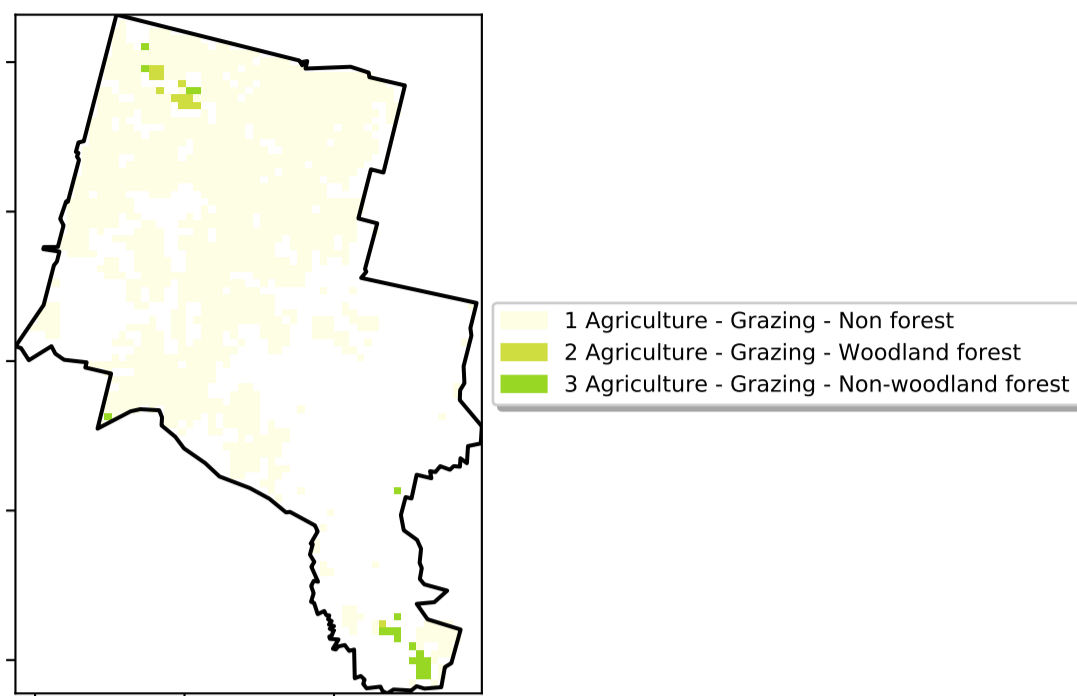 1 Agriculture - Grazing - Non forest
2 Agriculture - Grazing - Woodland forest
3 Agriculture - Grazing - Non-woodland forest